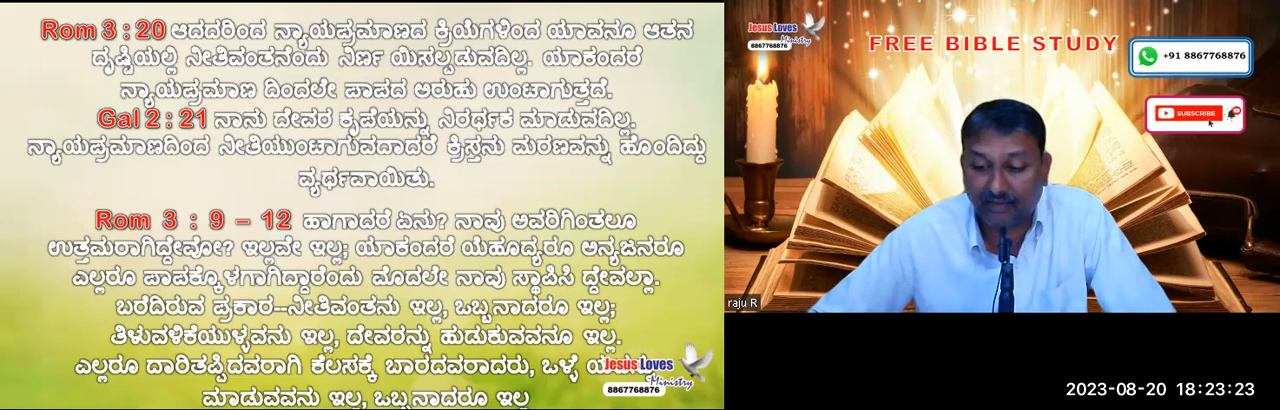 Rom 3 : 20 ಆದದರಿಂದ ನ್ಯಾಯಪ್ರಮಾಣದ ಕ್ರಿಯೆಗಳಿಂದ ಯಾವನೂ ಆತನ
ದೃಷ್ಟಿಯಲ್ಲಿ ನೀತಿವಂತನೆಂದು ನಿರ್ಣ ಯಿಸಲ್ಪಡುವದಿಲ್ಲ. ಯಾಕಂದರೆ
ನ್ಯಾಯಪ್ರಮಾಣ ದಿಂದಲೇ ಪಾಪದ ಅರುಹು ಉಂಟಾಗುತ್ತದೆ.
Gal 2 : 21 ನಾನು ದೇವರ ಕೃಪೆಯನ್ನು ನಿರರ್ಥಕ ಮಾಡುವದಿಲ್ಲ.
ನ್ಯಾಯಪ್ರಮಾಣದಿಂದ ನೀತಿಯುಂಟಾಗುವದಾದರೆ ಕ್ರಿಸ್ತನು ಮರಣವನ್ನು ಹೊಂದಿದ್ದು
ವ್ಯರ್ಥವಾಯಿತು.
Rom 3 : 9 – 12 ಹಾಗಾದರೆ ಏನು? ನಾವು ಅವರಿಗಿಂತಲೂ
ಉತ್ತಮರಾಗಿದ್ದೇವೋ? ಇಲ್ಲವೇ ಇಲ್ಲ; ಯಾಕಂದರೆ ಯೆಹೂದ್ಯರೂ ಅನ್ಯಜನರೂ
ಎಲ್ಲರೂ ಪಾಪಕ್ಕೊಳಗಾಗಿದ್ದಾರೆಂದು ಮೊದಲೇ ನಾವು ಸ್ಥಾಪಿಸಿ ದ್ದೇವಲ್ಲಾ.
ಬರೆದಿರುವ ಪ್ರಕಾರ--ನೀತಿವಂತನು ಇಲ್ಲ, ಒಬ್ಬನಾದರೂ ಇಲ್ಲ;
ತಿಳುವಳಿಕೆಯುಳ್ಳವನು ಇಲ್ಲ, ದೇವರನ್ನು ಹುಡುಕುವವನೂ ಇಲ್ಲ.
ಎಲ್ಲರೂ ದಾರಿತಪ್ಪಿದವರಾಗಿ ಕೆಲಸಕ್ಕೆ ಬಾರದವರಾದರು, ಒಳ್ಳೆ
ಮಾಡುವವನು ಇಲ್ಲ, ಒಬ್ಬನಾದರೂ ಇಲ್ಲ
Jesus Loves
Ministry
8867768876
Jesus Loves
Ministry
8867768876
FREE BIBLE STUDY
+91 8867768876
SUBSCRIBE
raju R
2023-08-20 18:23:23